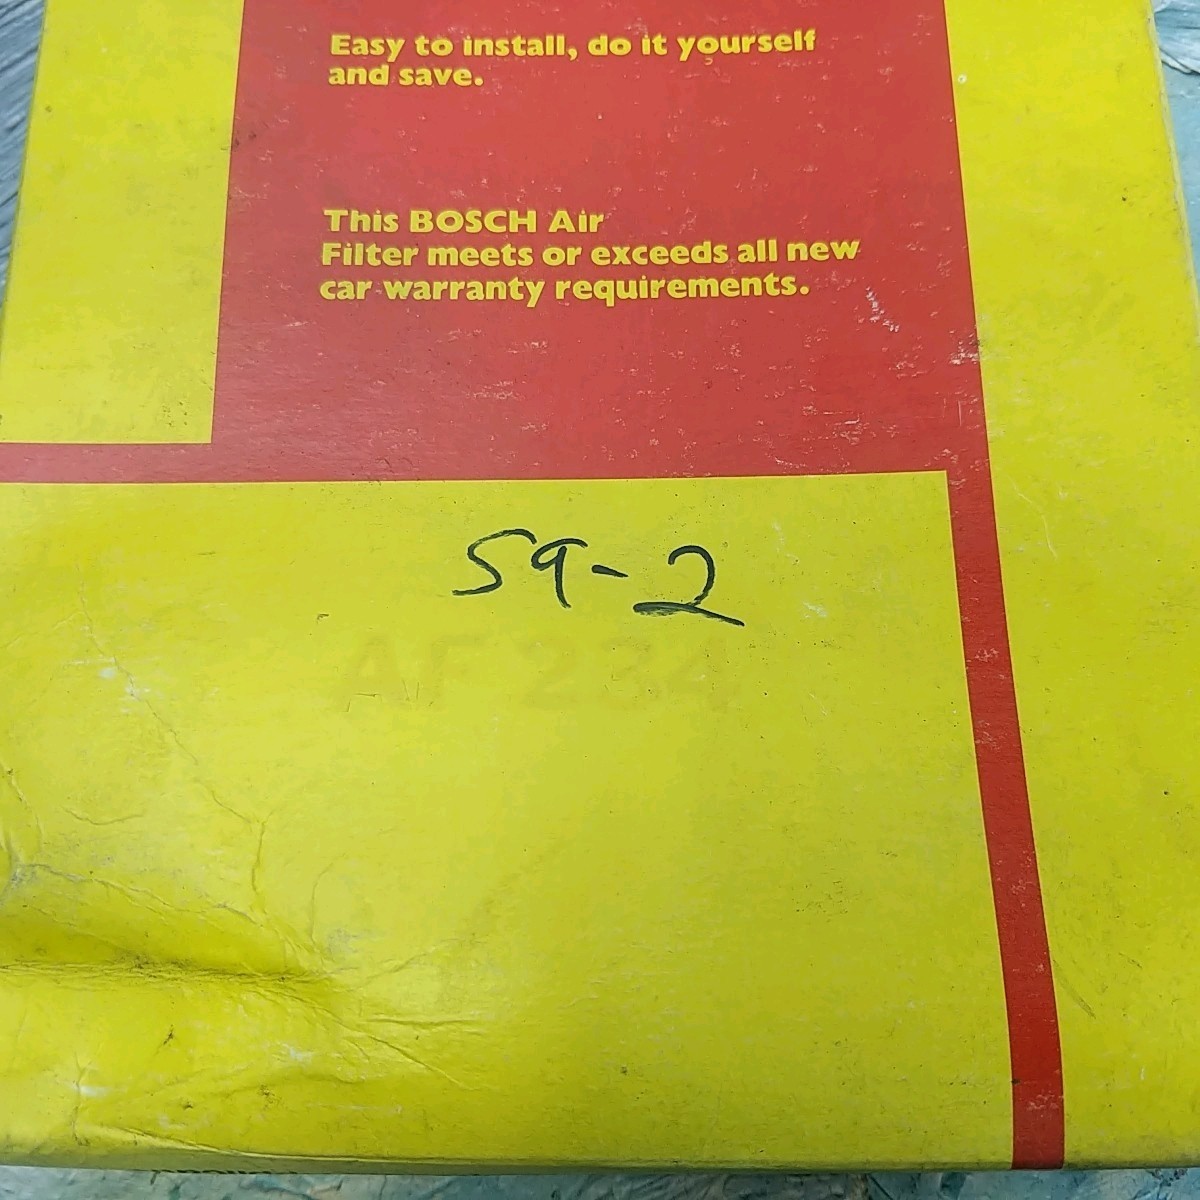 Easy to install, do it yourself
and save.
This BOSCH Air
Filter meets or exceeds all new
car warranty requirements.
59-2
AF 234